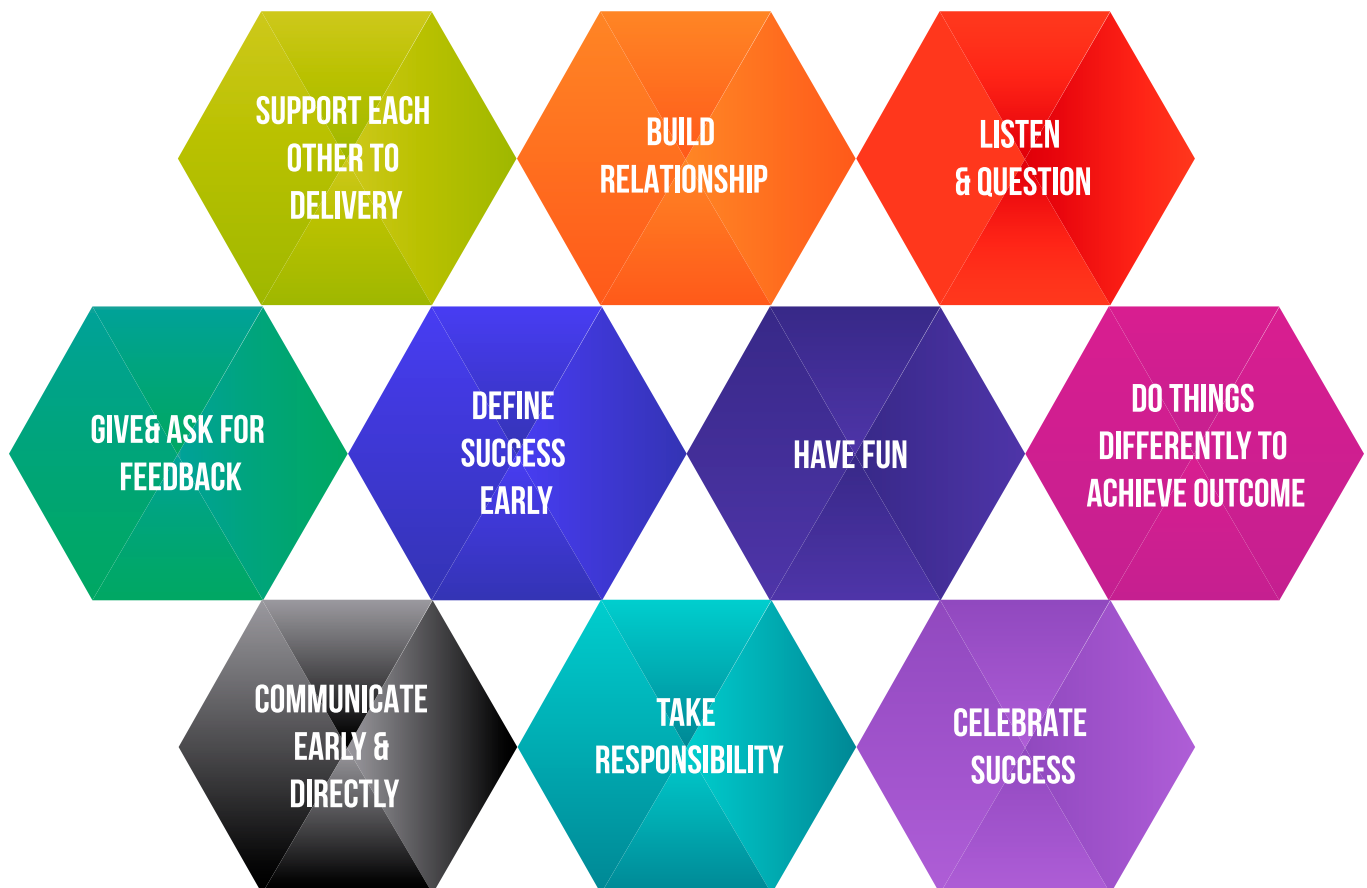 SUPPORT EACH
OTHER TO
DELIVERY
BUILD
RELATIONSHIP
LISTEN
& QUESTION
GIVE& ASK FOR
FEEDBACK
DEFINE
SUCCESS
EARLY
HAVE FUN
DO THINGS
DIFFERENTLY TO
ACHIEVE OUTCOME
COMMUNICATE
EARLY &
DIRECTLY
TAKE
RESPONSIBILITY
CELEBRATE
SUCCESS